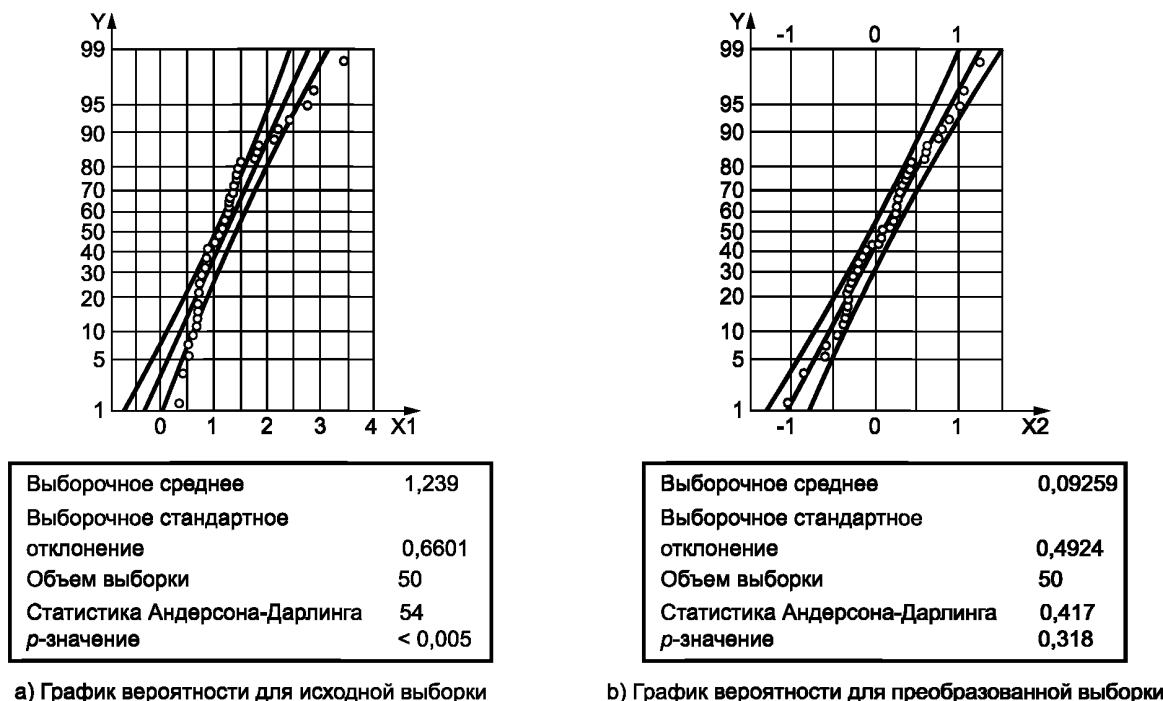 Y
99
95
90
80
70
60
50
40
30
20
10
5
1
0 1 2 3 4 X1
Выборочное среднее 1,239
Выборочное стандартное
отклонение 0,6601
Объем выборки 50
Статистика Андерсона-Дарлинга 54
p-значение < 0,005
a) График вероятности для исходной выборки
Y -1 0 1
99
95
90
80
70
60
50
40
30
20
10
5
1
-1 0 1 X2
Выборочное среднее 0,09259
Выборочное стандартное
отклонение 0,4924
Объем выборки 50
Статистика Андерсона-Дарлинга 0,417
p-значение 0,318
b) График вероятности для преобразованной выборки